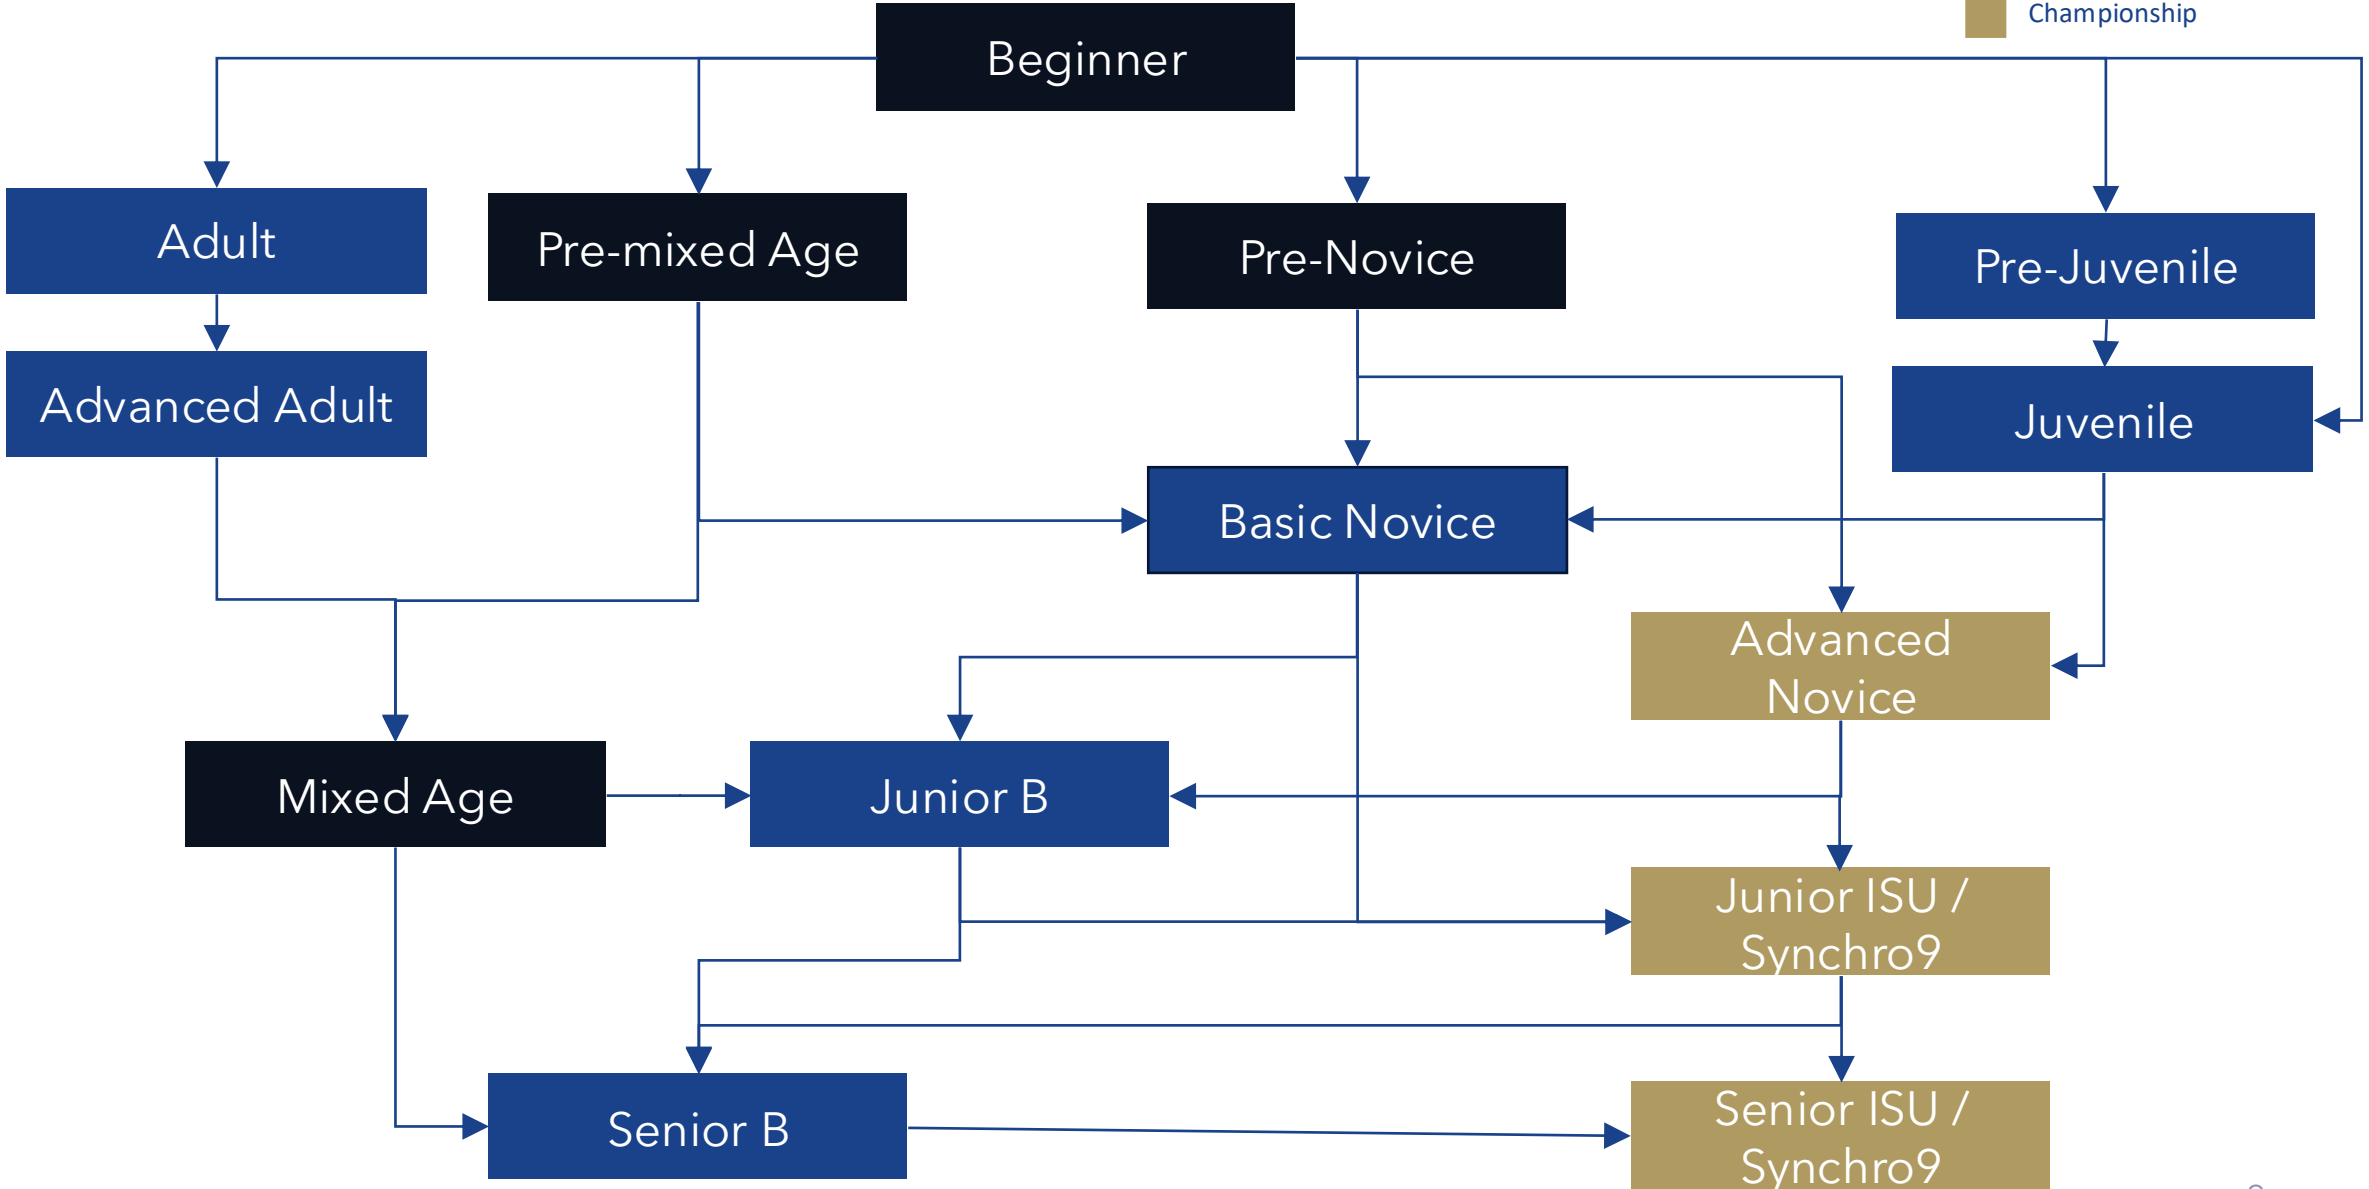 Championship
Beginner
Adult
Pre-mixed Age
Pre-Novice
Pre-Juvenile
Advanced Adult
Juvenile
Basic Novice
Advanced
Novice
Mixed Age
Junior B
Junior ISU /
Synchro9
Senior B
Senior ISU /
Synchro9